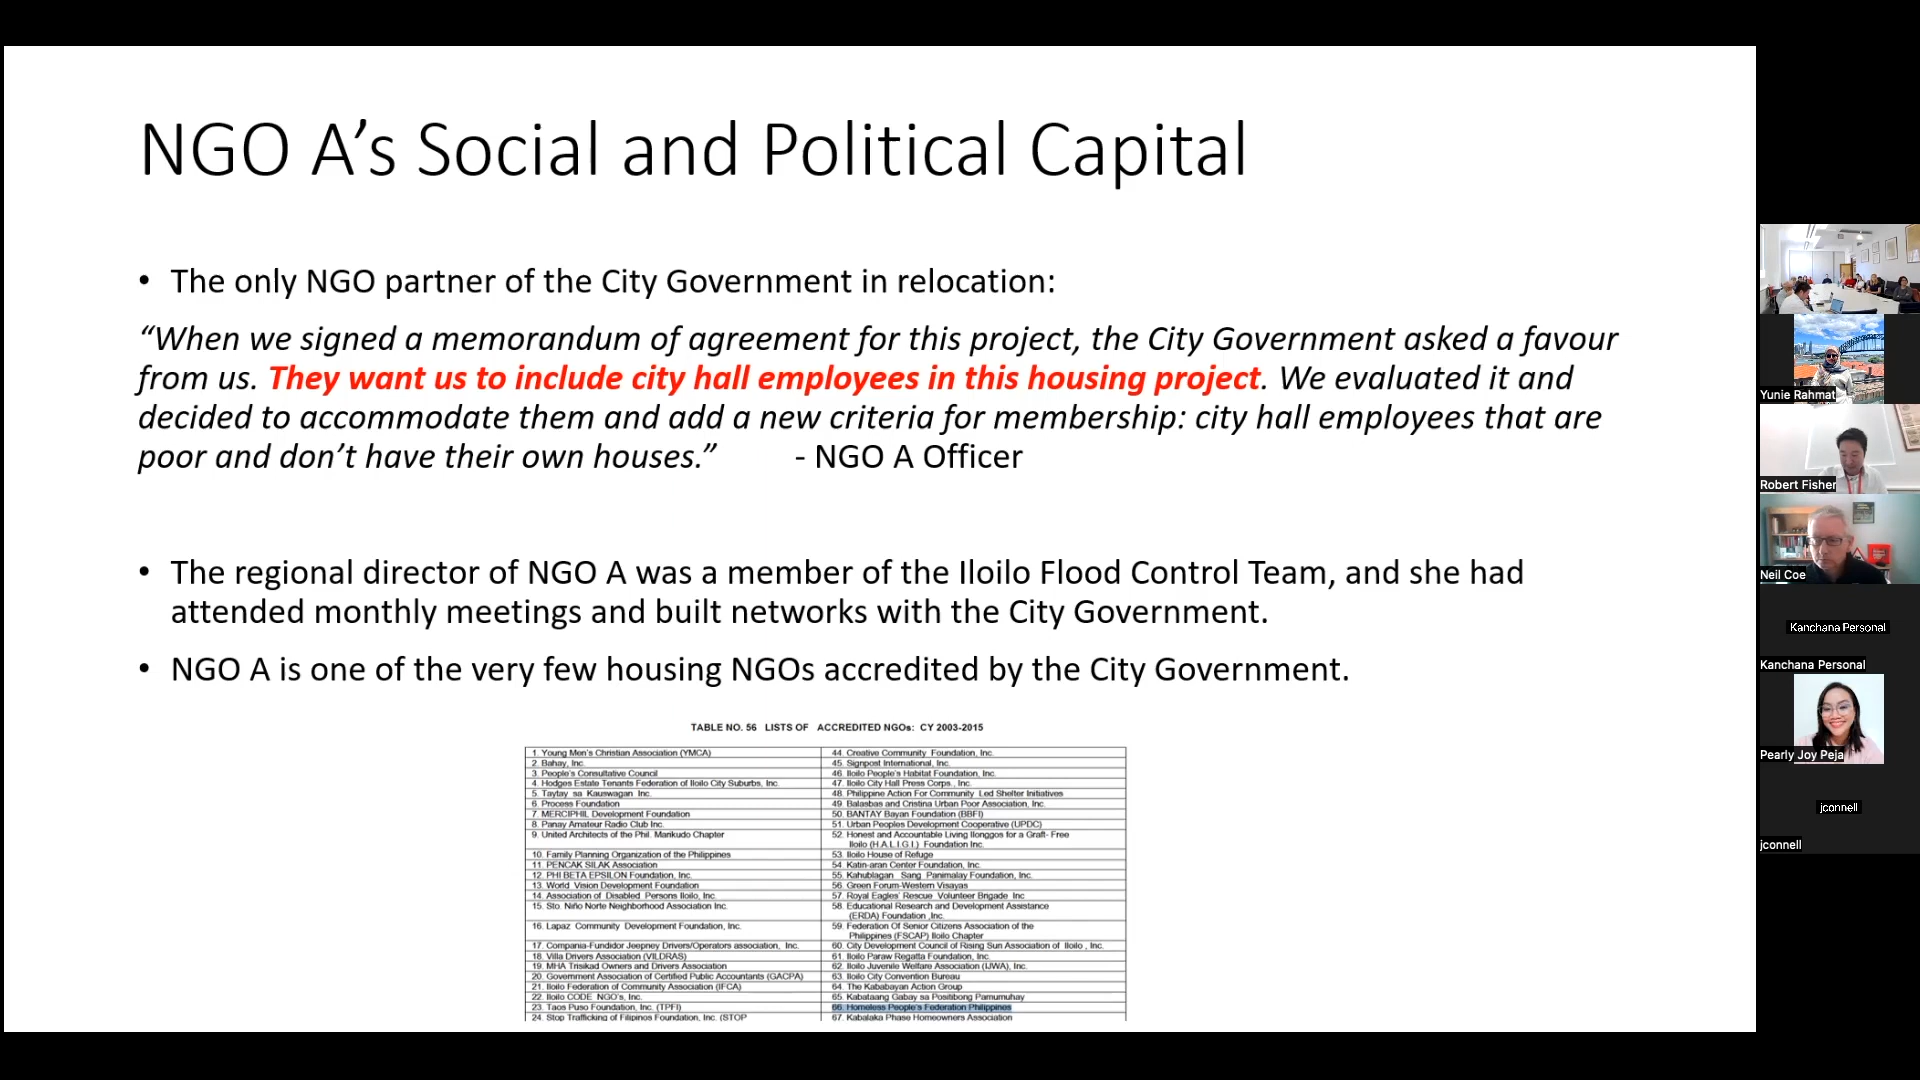 NGO A’s Social and Political Capital
• The only NGO partner of the City Government in relocation:
“When we signed a memorandum of agreement for this project, the City Government asked a favour
from us. They want us to include city hall employees in this housing project. We evaluated it and
decided to accommodate them and add a new criteria for membership: city hall employees that are
poor and don’t have their own houses.” - NGO A Officer
• The regional director of NGO A was a member of the Iloilo Flood Control Team, and she had
attended monthly meetings and built networks with the City Government.
• NGO A is one of the very few housing NGOs accredited by the City Government.
TABLE NO. 56 LISTS OF ACCREDITED NGOs: CY 2003-2015
1. Young Men's Christian Association (YMCA)
2. Bahay, Inc.
3. People's Consultative Council
4. Hodges Estate Tenants Federation of Iloilo City Suburbs, Inc.
5. Taytay sa Kauswagan Inc.
6. Process Foundation
7. MERCIPHIL Development Foundation
8. Panay Amateur Radio Club Inc.
9. United Architects of the Phil. Manikudo Chapter
10. Family Planning Organization of the Philippines
11. PENCAK SILAK Association
12. PHI BETA EPSILON Foundation, Inc.
13. World Vision Development Foundation
14. Association of Disabled Persons Iloilo, Inc.
15. Sto. Niño Norte Neighborhood Association Inc.
16. Lapaz Community Development Foundation, Inc.
17. Compania-Fundidor Jeepney Drivers/Operators association, Inc.
18. Villa Drivers Association (VILDRAS)
19. MHA Trisikad Owners and Drivers Association
20. Government Association of Certified Public Accountants (GACPA)
21. Iloilo Federation of Community Association (IFCA)
22. Iloilo CODE NGO's, Inc.
23. Taos Puso Foundation, Inc. (TPFI)
24. Stop Trafficking of Filipinos Foundation, Inc. (STOP
44. Creative Community Foundation, Inc.
45. Signpost International, Inc.
46. Iloilo People's Habitat Foundation, Inc.
47. Iloilo City Hall Press Corps., Inc.
48. Philippine Action For Community Led Shelter Initiatives
49. Balasbas and Cristina Urban Poor Association, Inc.
50. BANTAY Bayan Foundation (BBFI)
51. Urban Peoples Development Cooperative (UPDC)
52. Honest and Accountable Living Ilonggos for a Graft- Free
Iloilo (H.A.L.I.G.I.) Foundation Inc.
53. Iloilo House of Refuge
54. Katin-aran Center Foundation, Inc.
55. Kahublagan Sang Panimalay Foundation, Inc.
56. Green Forum-Western Visayas
57. Royal Eagles' Rescue Volunteer Brigade Inc
58. Educational Research and Development Assistance
(ERDA) Foundation ,Inc.
59. Federation Of Senior Citizens Association of the
Philippines (FSCAP) Iloilo Chapter
60. City Development Council of Rising Sun Association of Iloilo , Inc.
61. Iloilo Paraw Regatta Foundation, Inc.
62. Iloilo Juvenile Welfare Association (IJWA), Inc.
63. Iloilo City Convention Bureau
64. The Kababayan Action Group
65. Kabataang Gabay sa Positibong Pamumuhay
66. Homeless People's Federation Philippines
67. Kabalaka Phase Homeowners Association
Yunie Rahmat
Robert Fisher
Neil Coe
Kanchana Personal
Kanchana Personal
Pearly Joy Peja
jconnell
jconnell